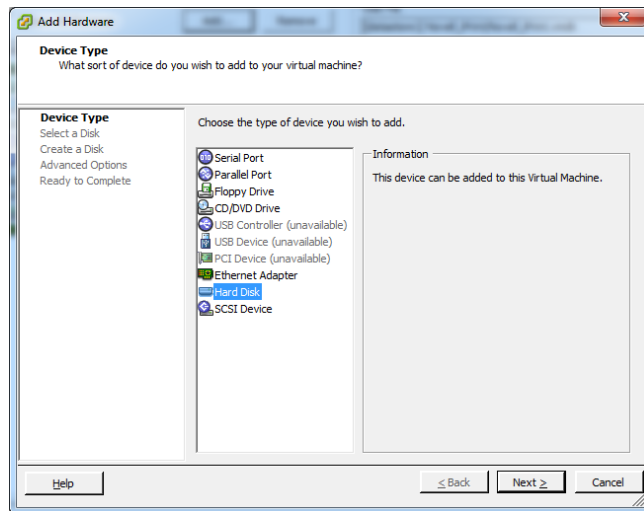 Add Hardware
Device Type
What sort of device do you wish to add to your virtual machine?
Device Type
Select a Disk
Create a Disk
Advanced Options
Ready to Complete
Choose the type of device you wish to add.
Serial Port
Parallel Port
Floppy Drive
CD/DVD Drive
USB Controller (unavailable)
USB Device (unavailable)
PCI Device (unavailable)
Ethernet Adapter
Hard Disk
SCSI Device
Information
This device can be added to this Virtual Machine.
Help
< Back
Next >
Cancel